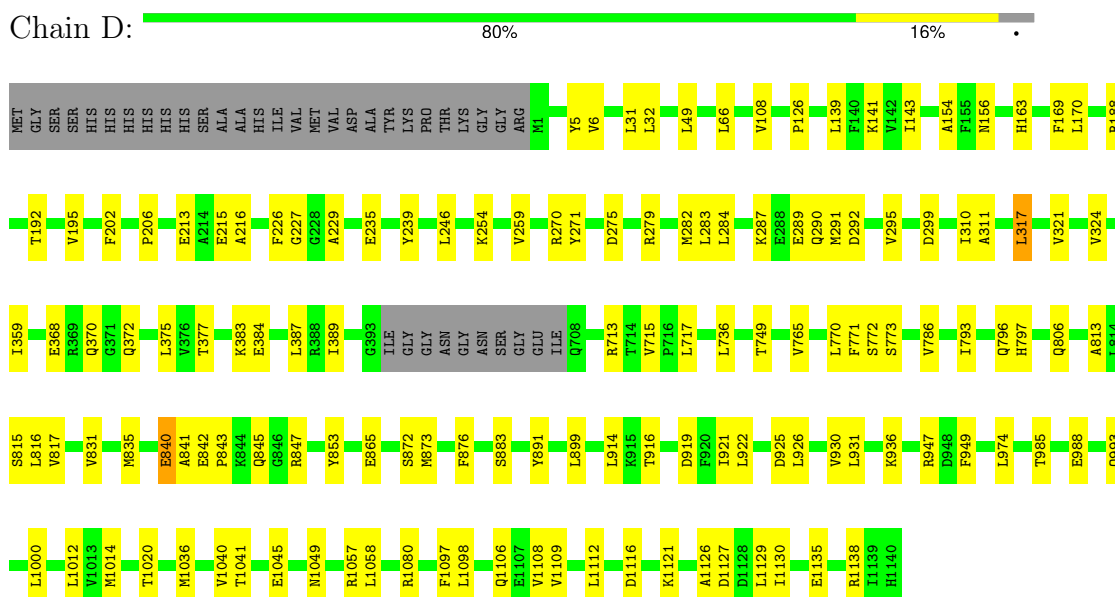 Chain D:
80% 16% •
MET GLY SER SER HIS HIS HIS HIS HIS HIS SER ALA ALA HIS ILE VAL MET VAL ASP ALA TYR LYS PRO THR LYS GLY GLY ARG M1 Y5 V6 L31 L32 L49 L66 V108 P126 L139 F140 K141 V142 I143 A154 F155 N156 H163 F169 L170
T192 V195 F202 P206 E213 A214 E215 A216 F226 G227 G228 A229 E235 Y239 L246 K254 V259 R270 Y271 D275 R279 M282 L283 L284 K287 E288 E289 Q290 M291 D292 V295 D299 I310 A311 L317 V321 V324
I359 E368 R369 Q370 G371 Q372 L375 V376 T377 K383 E384 L387 R388 I389 G393 ILE GLY GLY ASN GLY ASN SER GLY GLU ILE Q708 R713 T714 V715 P716 L717 L736 T749 V765 L770 F771 S772 S773 V786 I793 Q796 H797 Q806 A813 L814
S815 L816 V817 V831 M835 E840 A841 E842 P843 K844 Q845 G846 R847 Y853 E865 S872 M873 F876 S883 Y891 L899 L914 K915 T916 D919 F920 I921 L922 D925 L926 V930 L931 K936 R947 D948 F949 L974 T985 E988
L1000 L1012 V1013 M1014 T1020 M1036 V1040 T1041 E1045 N1049 R1057 L1058 R1080 F1097 L1098 Q1106 E1107 V1108 V1109 L1112 D1116 K1121 A1126 D1127 D1128 L1129 I1130 E1135 R1138 I1139 H1140